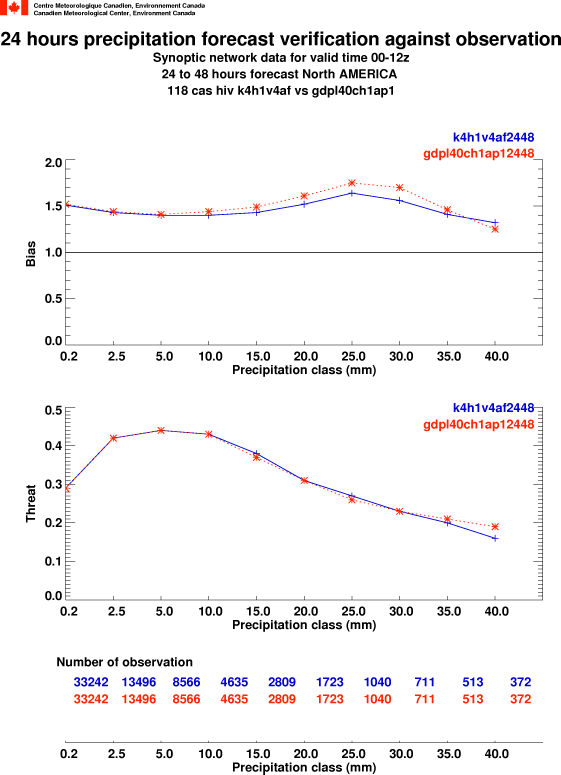 Centre Meteorologique Canadien, Environnement Canada
Canadian Meteorological Center, Environment Canada
24 hours precipitation forecast verification against observation
Synoptic network data for valid time 00-12z
24 to 48 hours forecast North AMERICA
118 cas hiv k4h1v4af vs gdpl40ch1ap1
k4h1v4af2448
gdpl40ch1ap12448
2.0
1.5
1.0
0.5
0.0
Bias
0.2 2.5 5.0 10.0 15.0 20.0 25.0 30.0 35.0 40.0
Precipitation class (mm)
k4h1v4af2448
gdpl40ch1ap12448
0.5
0.4
0.3
0.2
0.1
0.0
Threat
0.2 2.5 5.0 10.0 15.0 20.0 25.0 30.0 35.0 40.0
Precipitation class (mm)
Number of observation
33242 13496 8566 4635 2809 1723 1040 711 513 372
33242 13496 8566 4635 2809 1723 1040 711 513 372
0.2 2.5 5.0 10.0 15.0 20.0 25.0 30.0 35.0 40.0
Precipitation class (mm)